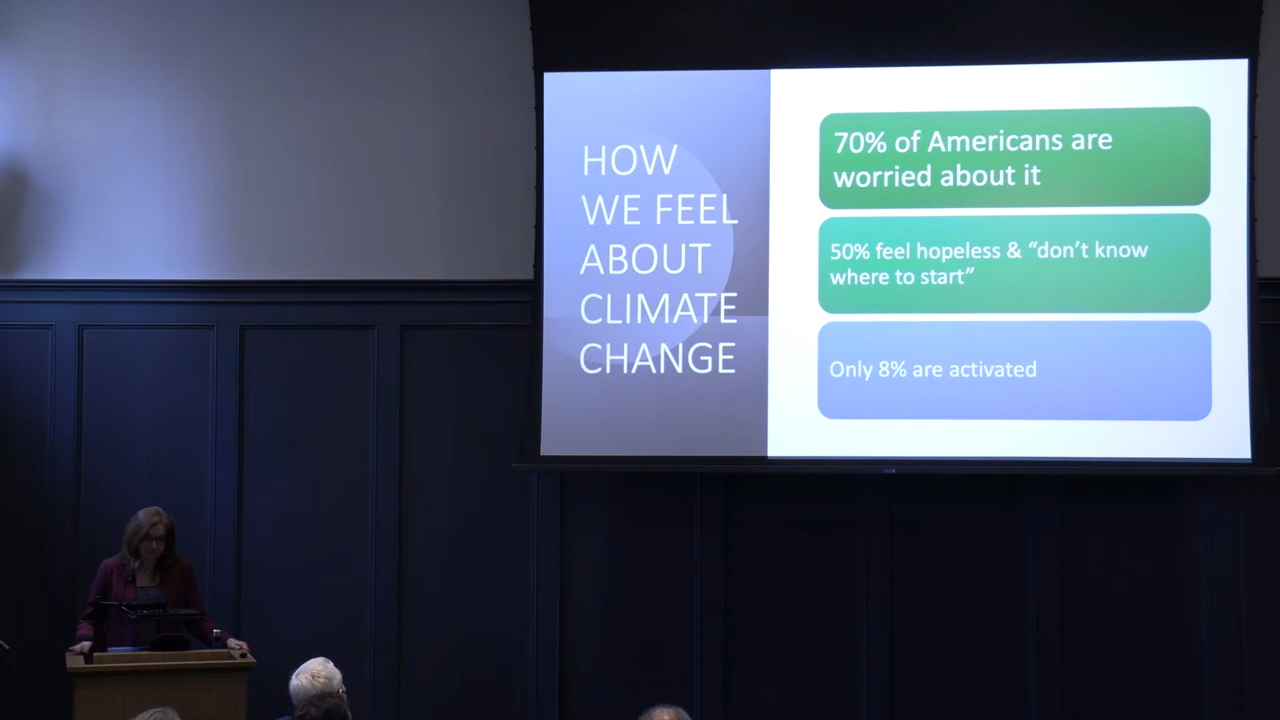 HOW
WE FEEL
ABOUT
CLIMATE
CHANGE
70% of Americans are
worried about it
50% feel hopeless & “don’t know
where to start”
Only 8% are activated